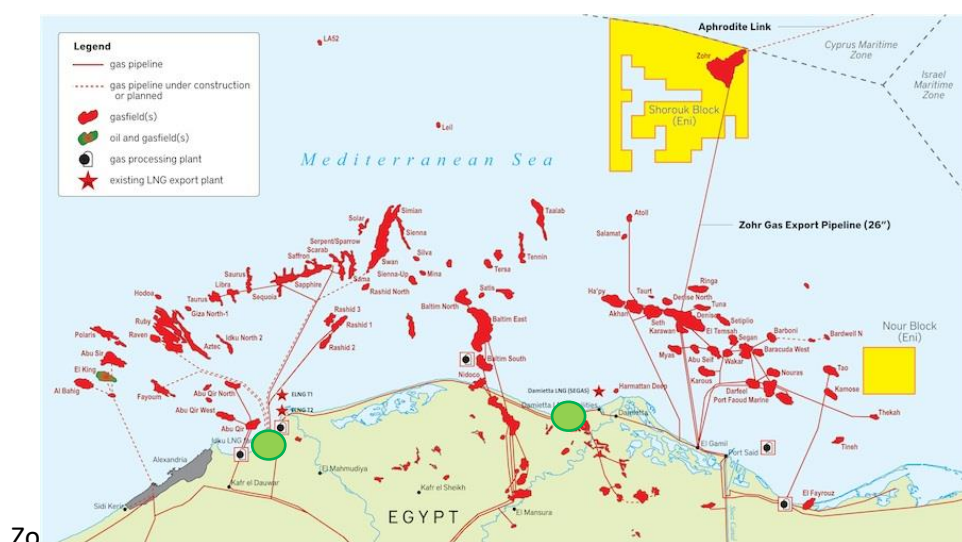 Legend
gas pipeline
gas pipeline under construction
or planned
gasfield(s)
oil and gasfield(s)
gas processing plant
existing LNG export plant
LA52
Leil
Mediterranean Sea
Aphrodite Link
Cyprus Maritime
Zone
Israel
Maritime
Zone
Zohr
Shorouk Block
(Eni)
Zohr Gas Export Pipeline (26")
Nour Block
(Eni)
Solar
Simian
Sienna
Serpent/Sparrow
Scarab
Saffron
Saurus
Libra
Taurus
Giza North-1
Sequoia
Sapphire
Swan
Silva
Sienna-Up
Mina
Rashid North
Hodoa
Ruby
Raven
Polaris
Abu Sir
El King
Al Bahig
Fayoum
Aztec
Idku North 2
Rashid 3
Rashid 1
Rashid 2
Abu Qir North
Abu Qir West
Abu Qir
Idku LNG
ELNG T1
ELNG T2
Taalab
Tennin
Tersa
Satis
Baltim North
Baltim East
Baltim South
Nidoco
Atoll
Salamat
Ha'py
Akhen
Taurt
Seth
Karawan
Denise North
Denise
Ringa
Tuna
Setiplio
El Temsah
Segan
Barboni
Bardwell N
Baracuda West
Wakar
Abu Seif
Myas
Karous
Darfeel
Port Faoud Marine
Nouras
Tao
Kamose
Thekah
Tineh
El Fayrouz
Harmattan Deep
Damietta LNG (SEGAS)
Damietta
El Gamil
Port Said
Alexandria
Sidi
Kafr el Dauwar
El Mahmudiya
Kafr el Sheikh
El Mansura
EGYPT
Zo